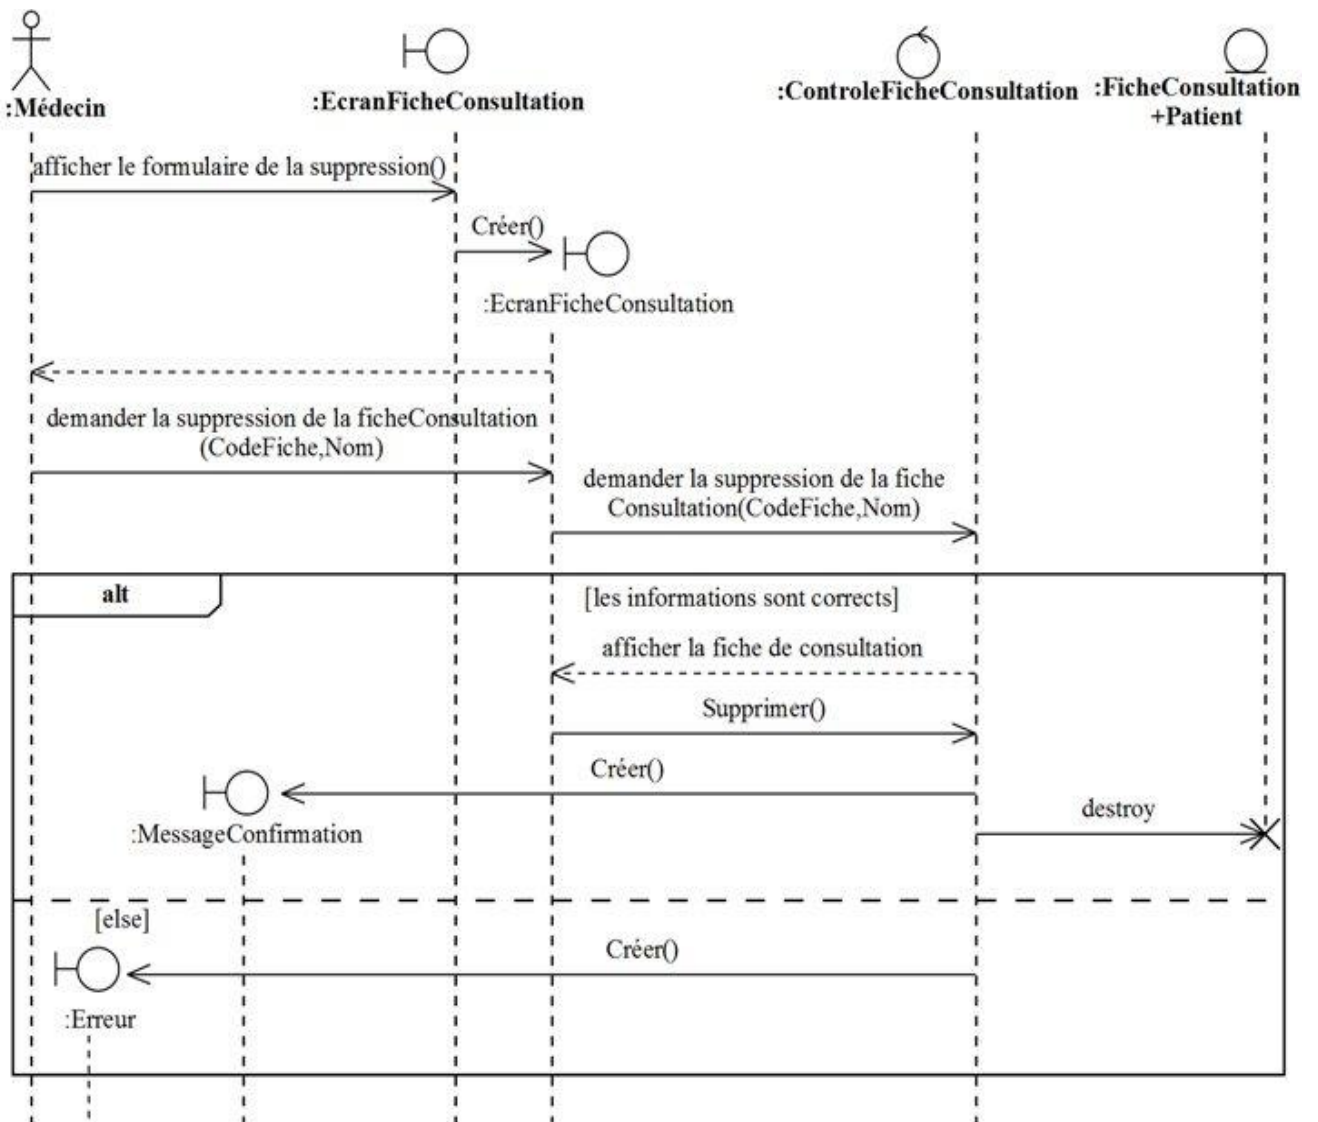 :Médecin
:EcranFicheConsultation
:ControleFicheConsultation
:FicheConsultation
+Patient
afficher le formulaire de la suppression()
Créer()
:EcranFicheConsultation
demander la suppression de la ficheConsultation
(CodeFiche,Nom)
demander la suppression de la fiche
Consultation(CodeFiche,Nom)
alt
[les informations sont corrects]
afficher la fiche de consultation
Supprimer()
Créer()
:MessageConfirmation
destroy
[else]
Créer()
:Erreur